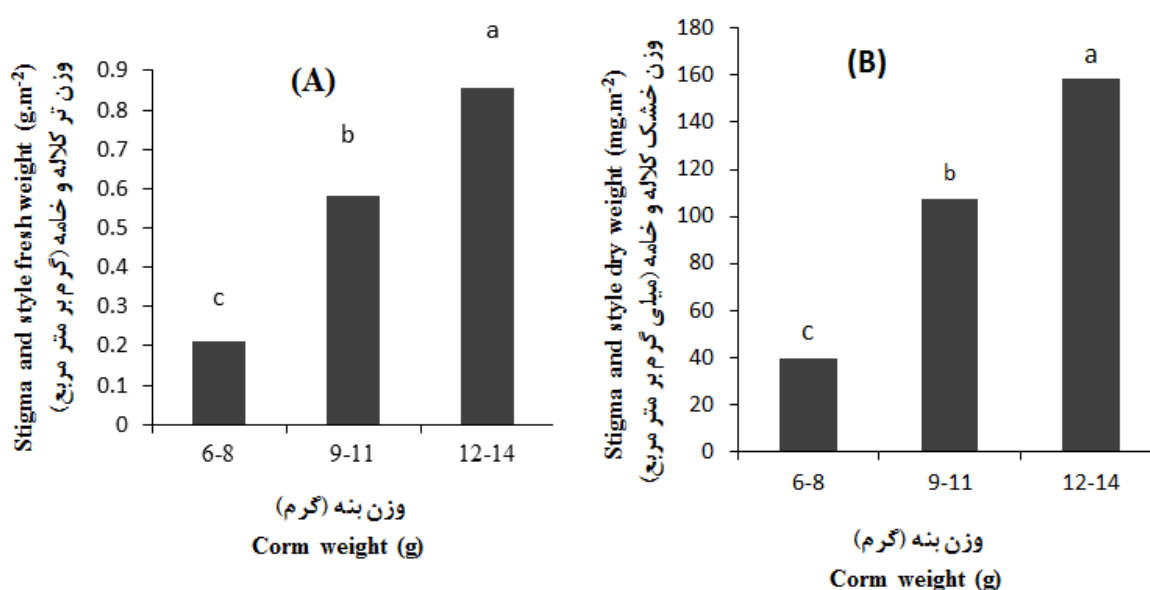 (A)
Stigma and style fresh weight (g.m-2)
وزن تر کلاله و خامه (گرم بر متر مربع)
0.9
0.8
0.7
0.6
0.5
0.4
0.3
0.2
0.1
0
c
b
a
6-8
9-11
12-14
وزن بنه (گرم)
Corm weight (g)
(B)
Stigma and style dry weight (mg.m-2)
وزن خشک کلاله و خامه (میلی گرم بر متر مربع)
180
160
140
120
100
80
60
40
20
0
c
b
a
6-8
9-11
12-14
وزن بنه (گرم)
Corm weight (g)